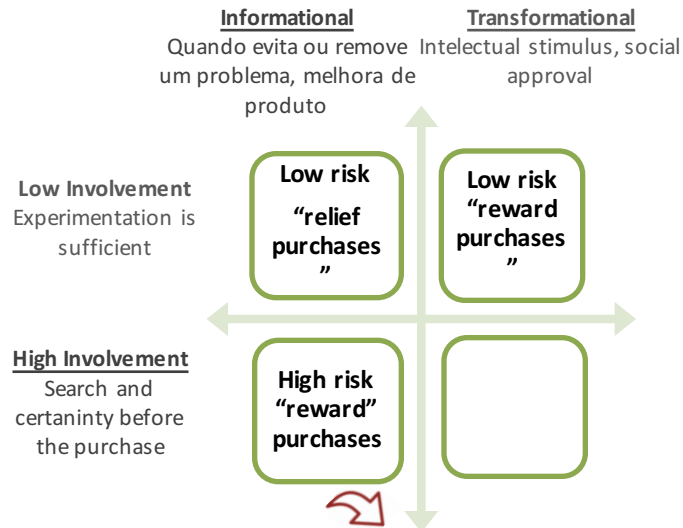 Informational
Quando evita ou remove
um problema, melhora de
produto
Transformational
Intelectual stimulus, social
approval
Low Involvement
Experimentation is
sufficient
Low risk
“relief
purchases
”
Low risk
“reward
purchases
”
High Involvement
Search and
certaninty before
the purchase
High risk
“reward”
purchases